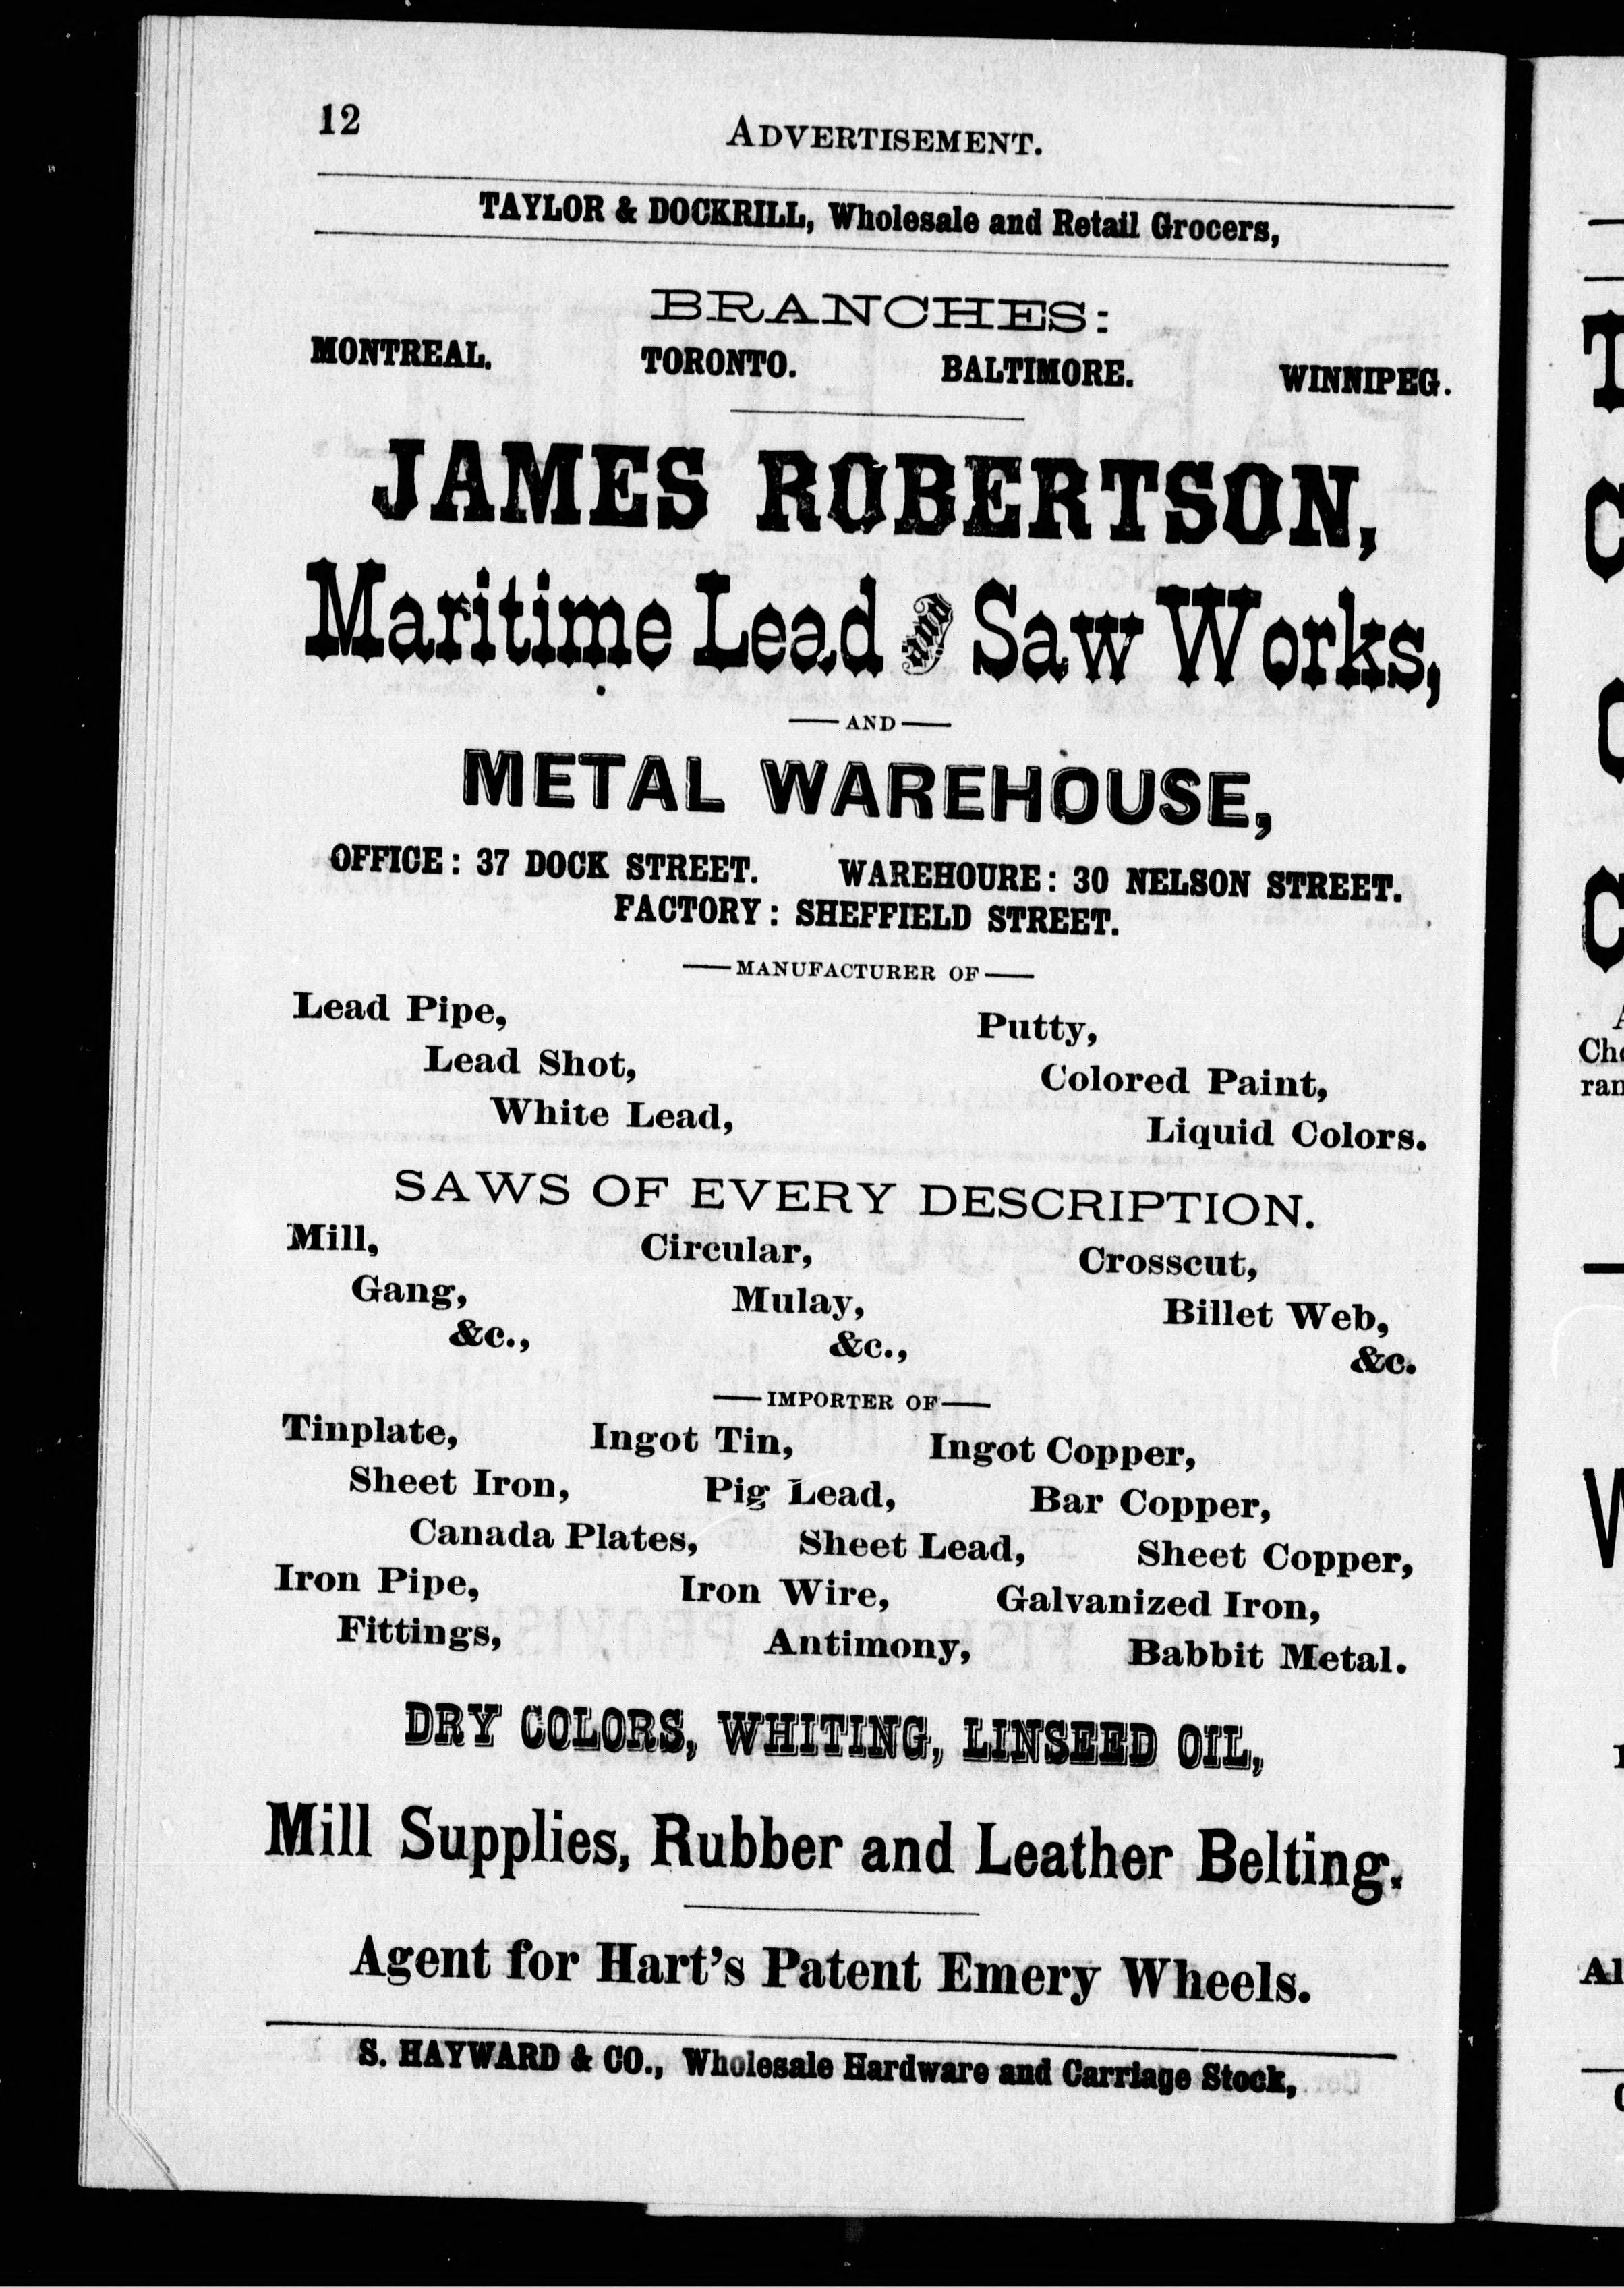 12
ADVERTISEMENT.
TAYLOR & DOCKRILL, Wholesale and Retail Grocers,
BRANCHES:
MONTREAL. TORONTO. BALTIMORE. WINNIPEG.
JAMES ROBERTSON,
Maritime Lead and Saw Works,
—AND—
METAL WAREHOUSE,
OFFICE: 37 DOCK STREET. WAREHOURE: 30 NELSON STREET.
FACTORY: SHEFFIELD STREET.
—MANUFACTURER OF—
Lead Pipe, Putty,
Lead Shot, Colored Paint,
White Lead, Liquid Colors.
SAWS OF EVERY DESCRIPTION.
Mill, Circular, Crosscut,
Gang, Mulay, Billet Web,
&c., &c., &c.
—IMPORTER OF—
Tinplate, Ingot Tin, Ingot Copper,
Sheet Iron, Pig Lead, Bar Copper,
Canada Plates, Sheet Lead, Sheet Copper,
Iron Pipe, Iron Wire, Galvanized Iron,
Fittings, Antimony, Babbit Metal.
DRY COLORS, WHITING, LINSEED OIL,
Mill Supplies, Rubber and Leather Belting.
Agent for Hart's Patent Emery Wheels.
S. HAYWARD & CO., Wholesale Hardware and Carriage Stock,